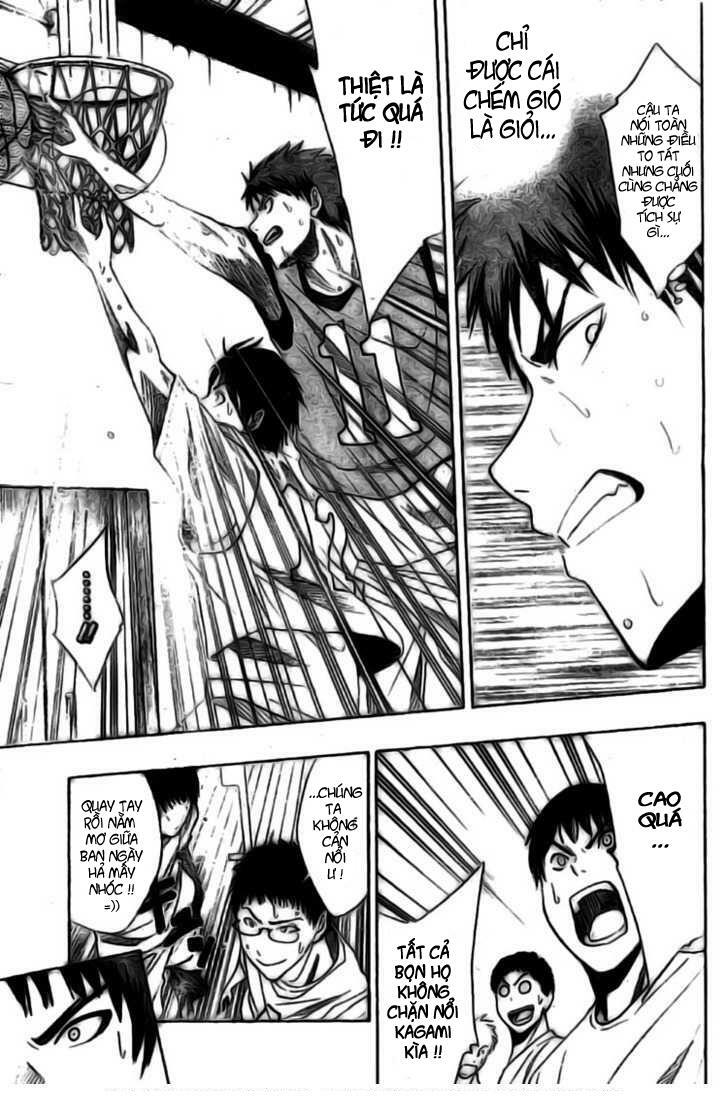 CẬU TA
NÓI TOÀN
NHỮNG ĐIỀU
TO TÁT
NHƯNG CUỐI
CÙNG CHẲNG
ĐƯỢC
TÍCH SỰ
GÌ...
CHỈ
ĐƯỢC CÁI
CHÉM GIÓ
LÀ GIỎI...
THIỆT LÀ
TỨC QUÁ
ĐI !!
11
......!!
CAO
QUÁ
...
TẤT CẢ
BỌN HỌ
KHÔNG
CHẶN NỔI
KAGAMI
KÌA !!
...CHÚNG
TA
KHÔNG
CẢN
NỔI
Ư !
QUAY TAY
RỒI NẰM
MƠ GIỮA
BAN NGÀY
HẢ MẤY
NHÓC !!
=))